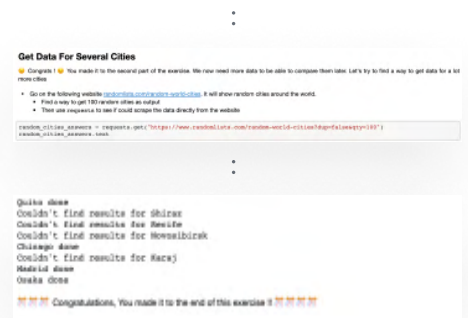 Get Data For Several Cities
😀 Congrats ! 😀 You made it to the second part of the exercise. We now need more data to be able to compare them later. Let's try to find a way to get data for a lot
more cities
• Go on the following website randomlists.com/random-world-cities. It will show random cities around the world.
• Find a way to get 100 random cities as output
• Then use requests to see if could scrape the data directly from the website
random_cities_answers = requests.get("https://www.randomlists.com/random-world-cities?dup=false&qty=100")
random_cities_answers.text
Quito done
Couldn't find results for Shiraz
Couldn't find results for Recife
Couldn't find results for Novosibirsk
Chicago done
Couldn't find results for Karaj
Madrid done
Osaka done
🎊 🎊 🎊 Congratulations, You made it to the end of this exercise !! 🎊 🎊 🎊 🎊